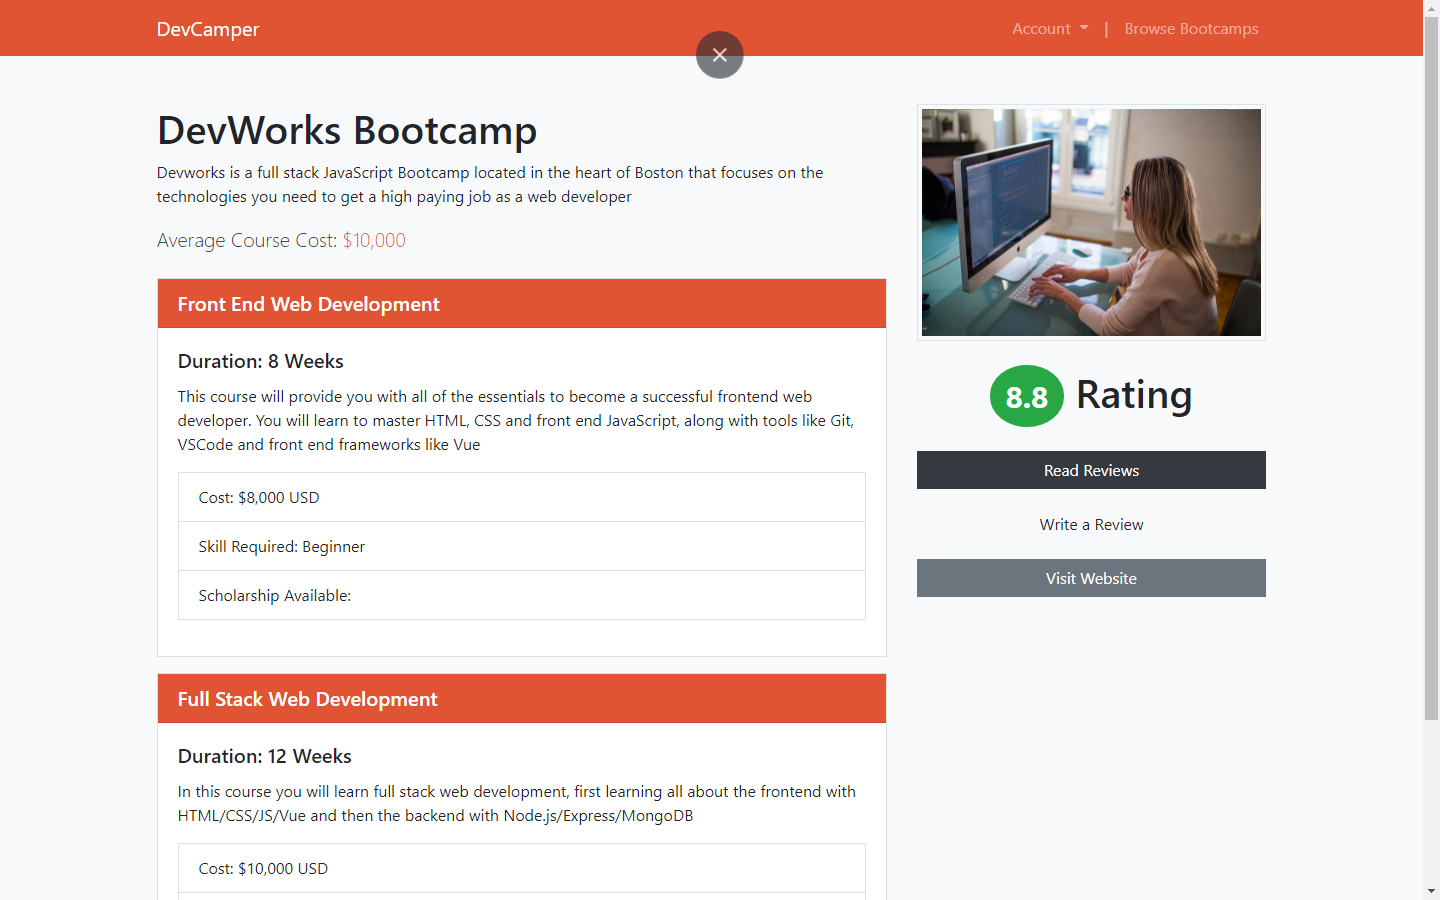 DevCamper
Account | Browse Bootcamps
DevWorks Bootcamp
Devworks is a full stack JavaScript Bootcamp located in the heart of Boston that focuses on the
technologies you need to get a high paying job as a web developer
Average Course Cost: $10,000
Front End Web Development
Duration: 8 Weeks
This course will provide you with all of the essentials to become a successful frontend web
developer. You will learn to master HTML, CSS and front end JavaScript, along with tools like Git,
VSCode and front end frameworks like Vue
Cost: $8,000 USD
Skill Required: Beginner
Scholarship Available:
Full Stack Web Development
Duration: 12 Weeks
In this course you will learn full stack web development, first learning all about the frontend with
HTML/CSS/JS/Vue and then the backend with Node.js/Express/MongoDB
Cost: $10,000 USD
8.8 Rating
Read Reviews
Write a Review
Visit Website